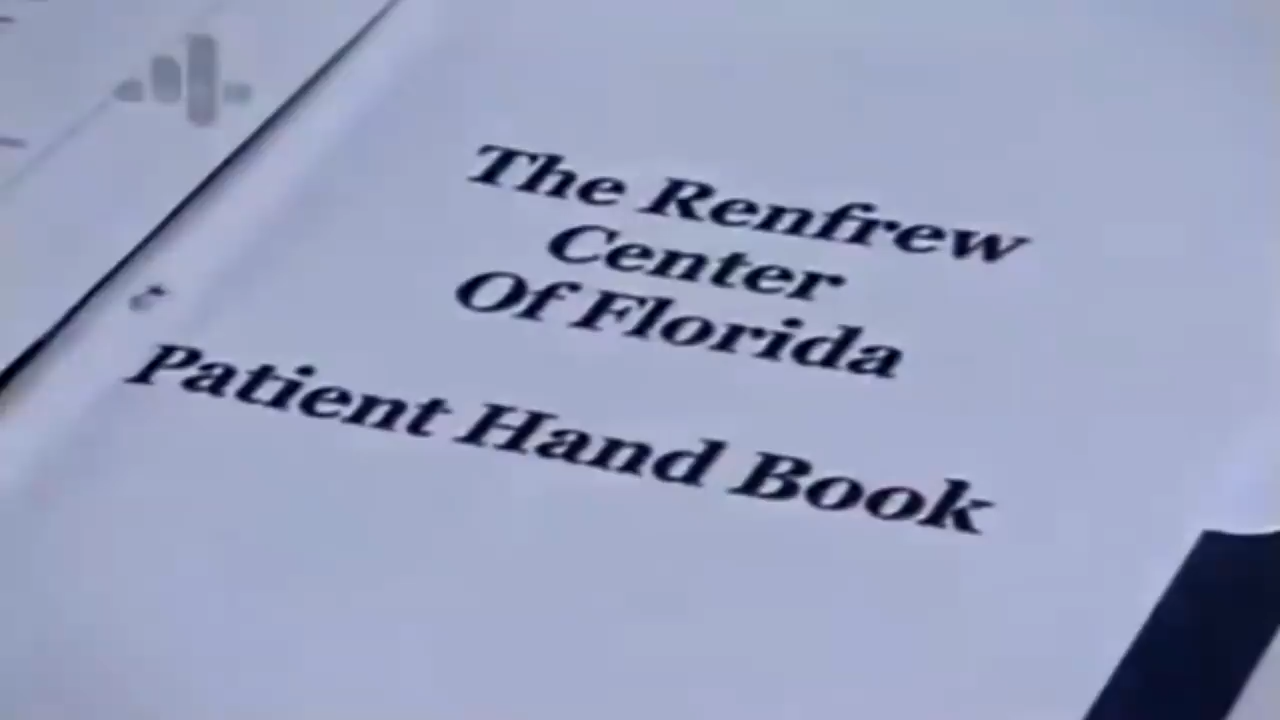 The Renfrew
Center
Of Florida
Patient Hand Book